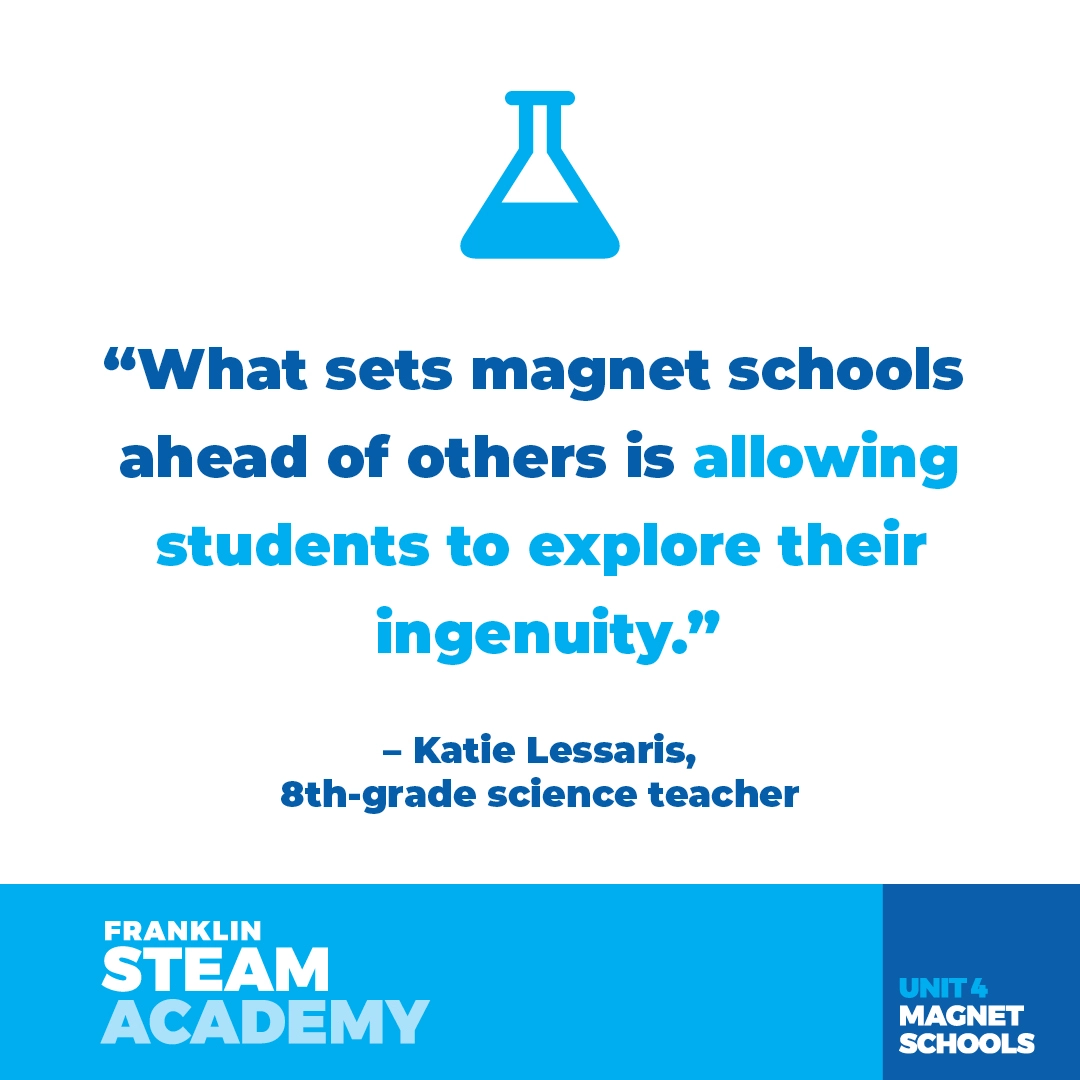 “What sets magnet schools
ahead of others is allowing
students to explore their
ingenuity.”
– Katie Lessaris,
8th-grade science teacher
FRANKLIN
STEAM
ACADEMY
UNIT 4
MAGNET
SCHOOLS